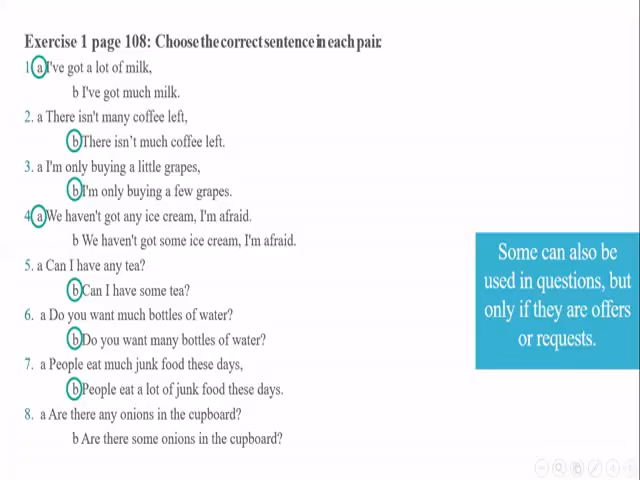 Exercise 1 page 108: Choose the correct sentence in each pair.
1. a I've got a lot of milk,
b I've got much milk.
2. a There isn't many coffee left,
b There isn't much coffee left.
3. a I'm only buying a little grapes,
b I'm only buying a few grapes.
4. a We haven't got any ice cream, I'm afraid.
b We haven't got some ice cream, I'm afraid.
5. a Can I have any tea?
b Can I have some tea?
6. a Do you want much bottles of water?
b Do you want many bottles of water?
7. a People eat much junk food these days,
b People eat a lot of junk food these days.
8. a Are there any onions in the cupboard?
b Are there some onions in the cupboard?
Some can also be
used in questions, but
only if they are offers
or requests.